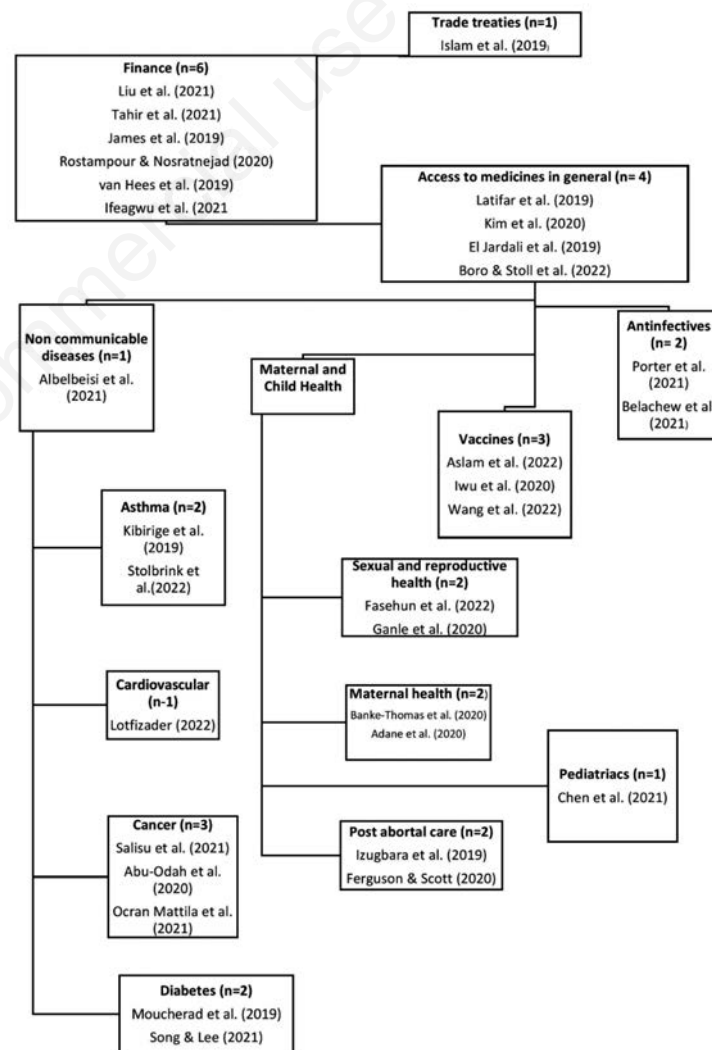 Trade treaties (n=1)
Islam et al. (2019)
Finance (n=6)
Liu et al. (2021)
Tahir et al. (2021)
James et al. (2019)
Rostampour & Nosratnejad (2020)
van Hees et al. (2019)
Ifeagwu et al. (2021
Access to medicines in general (n= 4)
Latifar et al. (2019)
Kim et al. (2020)
El Jardali et al. (2019)
Boro & Stoll et al. (2022)
Non communicable
diseases (n=1)
Albelbeisi et al.
(2021)
Maternal and
Child Health
Antinfectives
(n= 2)
Porter et al.
(2021)
Belachew et al
(2021)
Vaccines (n=3)
Aslam et al. (2022)
Iwu et al. (2020)
Wang et al. (2022)
Asthma (n=2)
Kibirige et al.
(2019)
Stolbrink et
al.(2022)
Sexual and reproductive
health (n=2)
Fasehun et al. (2022)
Ganle et al. (2020)
Cardiovascular
(n-1)
Lotfizader (2022)
Maternal health (n=2)
Banke-Thomas et al. (2020)
Adane et al. (2020)
Pediatriacs (n=1)
Chen et al. (2021)
Cancer (n=3)
Salisu et al. (2021)
Abu-Odah et al.
(2020)
Ocran Mattila et al.
(2021)
Post abortal care (n=2)
Izugbara et al. (2019)
Ferguson & Scott (2020)
Diabetes (n=2)
Moucherad et al. (2019)
Song & Lee (2021)